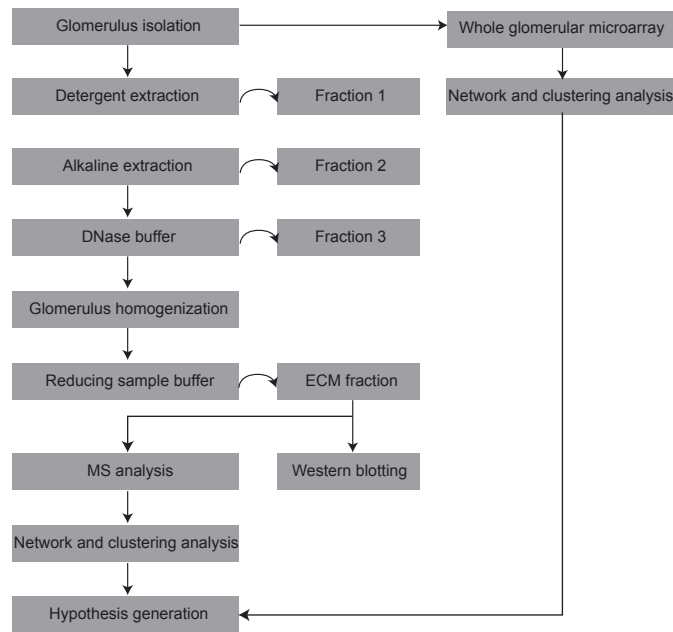 Glomerulus isolation
Whole glomerular microarray
Detergent extraction
Fraction 1
Network and clustering analysis
Alkaline extraction
Fraction 2
DNase buffer
Fraction 3
Glomerulus homogenization
Reducing sample buffer
ECM fraction
MS analysis
Western blotting
Network and clustering analysis
Hypothesis generation